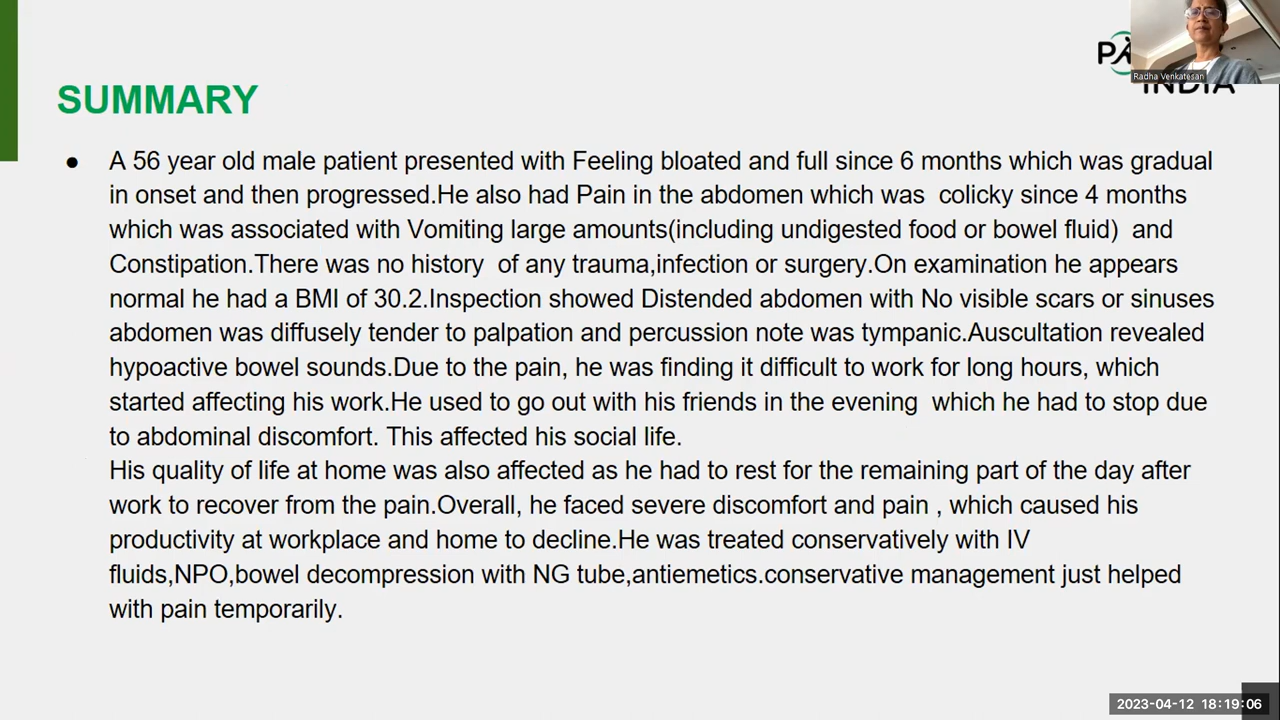 Radha Venkatesan
INDIA
SUMMARY
● A 56 year old male patient presented with Feeling bloated and full since 6 months which was gradual
in onset and then progressed.He also had Pain in the abdomen which was  colicky since 4 months
which was associated with Vomiting large amounts(including undigested food or bowel fluid)  and
Constipation.There was no history  of any trauma,infection or surgery.On examination he appears
normal he had a BMI of 30.2.Inspection showed Distended abdomen with No visible scars or sinuses
abdomen was diffusely tender to palpation and percussion note was tympanic.Auscultation revealed
hypoactive bowel sounds.Due to the pain, he was finding it difficult to work for long hours, which
started affecting his work.He used to go out with his friends in the evening  which he had to stop due
to abdominal discomfort. This affected his social life.
His quality of life at home was also affected as he had to rest for the remaining part of the day after
work to recover from the pain.Overall, he faced severe discomfort and pain , which caused his
productivity at workplace and home to decline.He was treated conservatively with IV
fluids,NPO,bowel decompression with NG tube,antiemetics.conservative management just helped
with pain temporarily.
2023-04-12 18:19:06